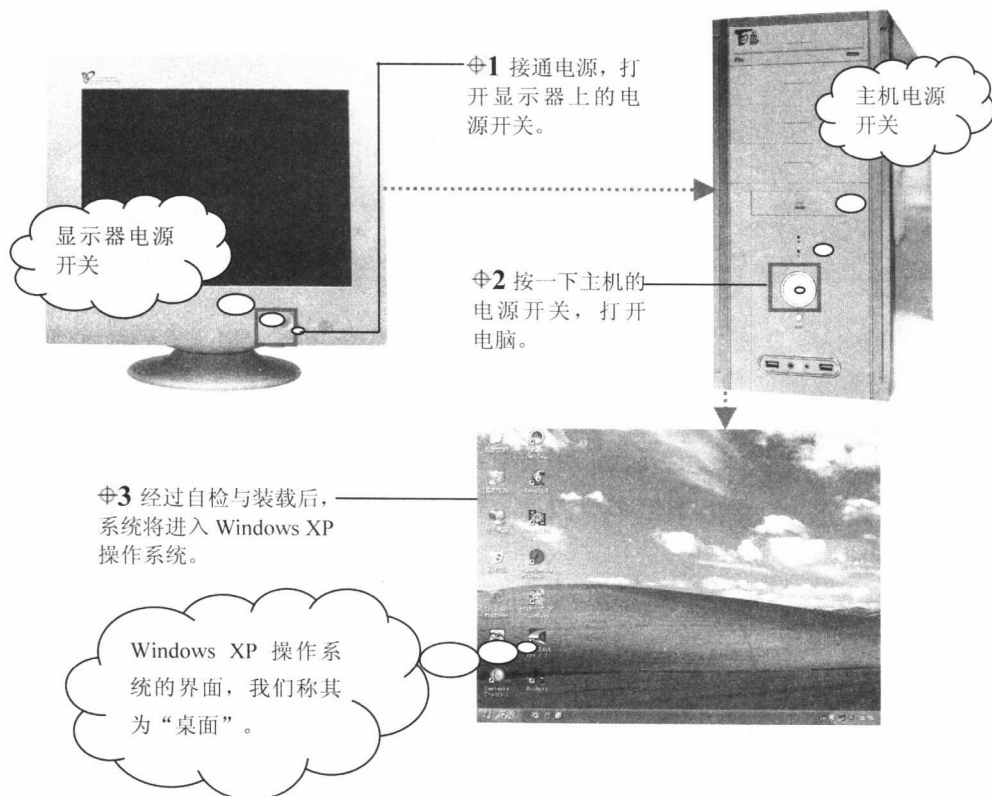 1 接通电源，打
开显示器上的电
源开关。
主机电源
开关
显示器电源
开关
2 按一下主机的
电源开关，打开
电脑。
3 经过自检与装载后，
系统将进入 Windows XP
操作系统。
Windows XP 操作系
统的界面，我们称其
为“桌面”。